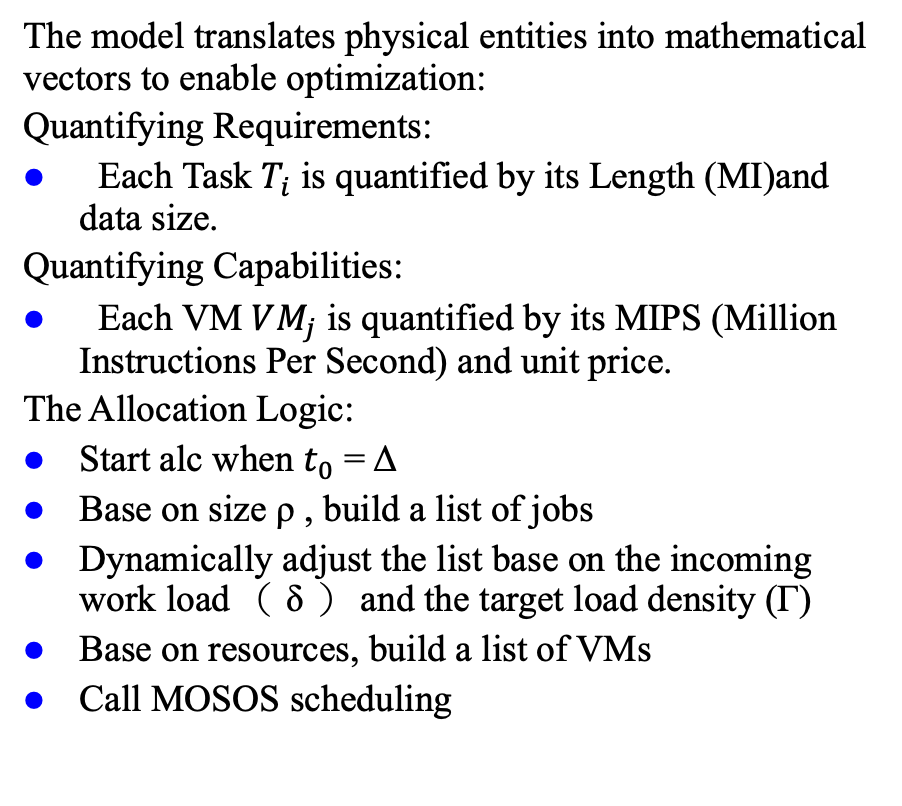 The model translates physical entities into mathematical
vectors to enable optimization:
Quantifying Requirements:
● Each Task 𝑇𝑖 is quantified by its Length (MI)and
data size.
Quantifying Capabilities:
● Each VM 𝑉𝑀𝑗 is quantified by its MIPS (Million
Instructions Per Second) and unit price.
The Allocation Logic:
● Start alc when 𝑡0 = Δ
● Base on size ρ , build a list of jobs
● Dynamically adjust the list base on the incoming
work load （ δ ） and the target load density (Γ)
● Base on resources, build a list of VMs
● Call MOSOS scheduling